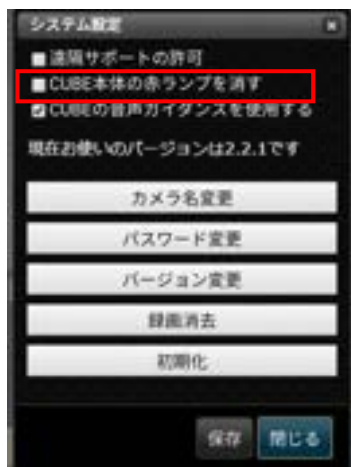 システム設定
遠隔サポートの許可
CUBE本体の赤ランプを消す
CUBEの音声ガイダンスを使用する
現在お使いのバージョンは2.2.1です
カメラ名変更
パスワード変更
バージョン変更
録画消去
初期化
保存 閉じる